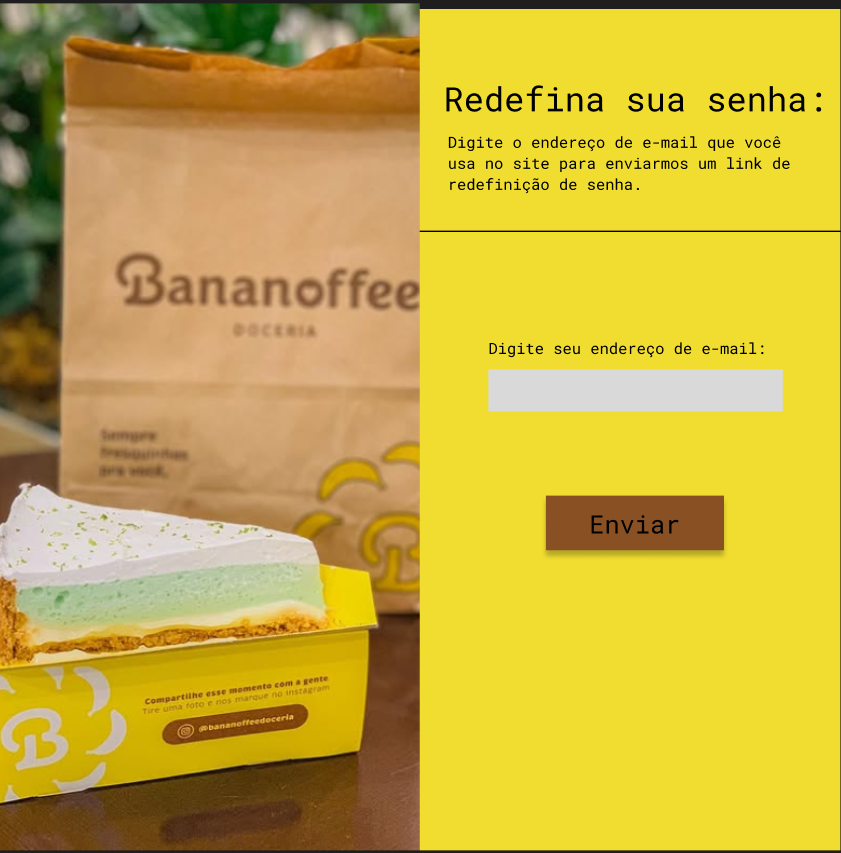 Bananoffee
DOCERIA
Sempre
fresquinhas
pra você.
B
Compartilhe esse momento com a gente
Tire uma foto e nos marque no Instagram
@bananoffeedoceria
B
Redefina sua senha:
Digite o endereço de e-mail que você
usa no site para enviarmos um link de
redefinição de senha.
Digite seu endereço de e-mail:
Enviar